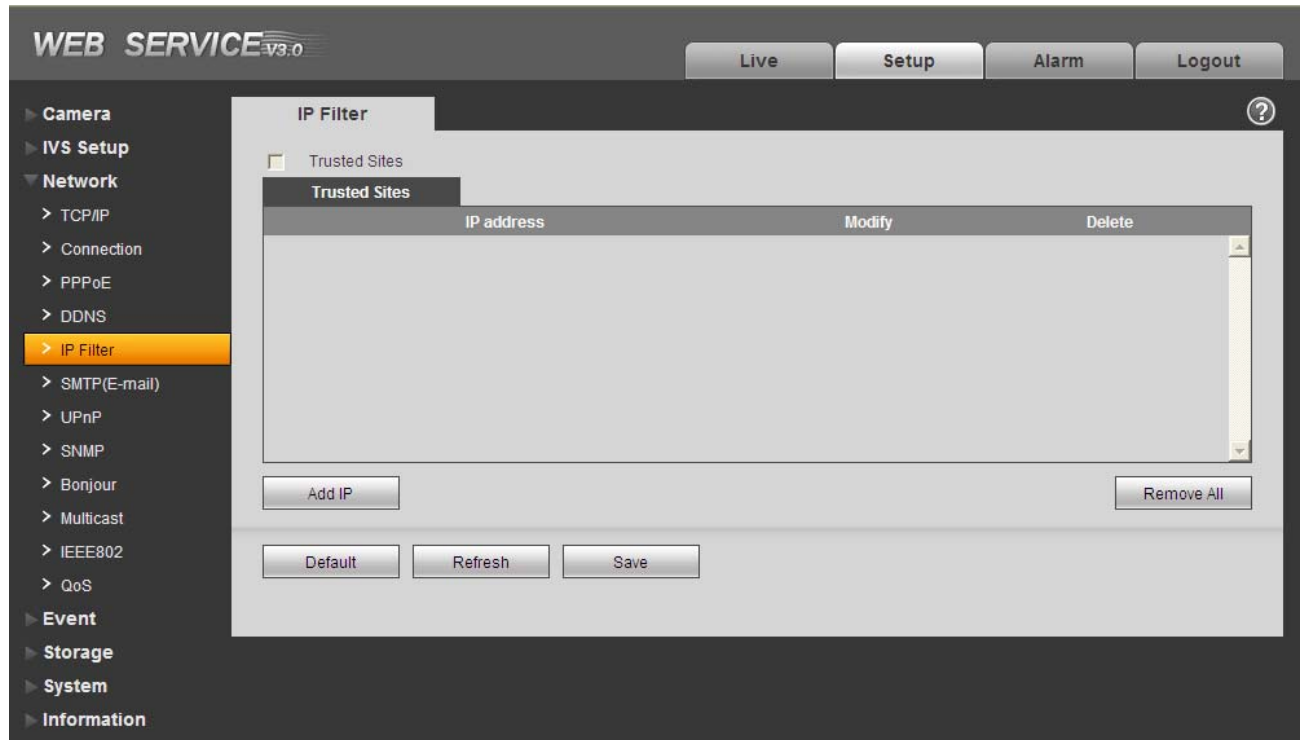 WEB SERVICE V3.0
Live Setup Alarm Logout
Camera
IVS Setup
Network
> TCP/IP
> Connection
> PPPoE
> DDNS
> IP Filter
> SMTP(E-mail)
> UPnP
> SNMP
> Bonjour
> Multicast
> IEEE802
> QoS
Event
Storage
System
Information
IP Filter
?
Trusted Sites
Trusted Sites
IP address Modify Delete
Add IP Remove All
Default Refresh Save